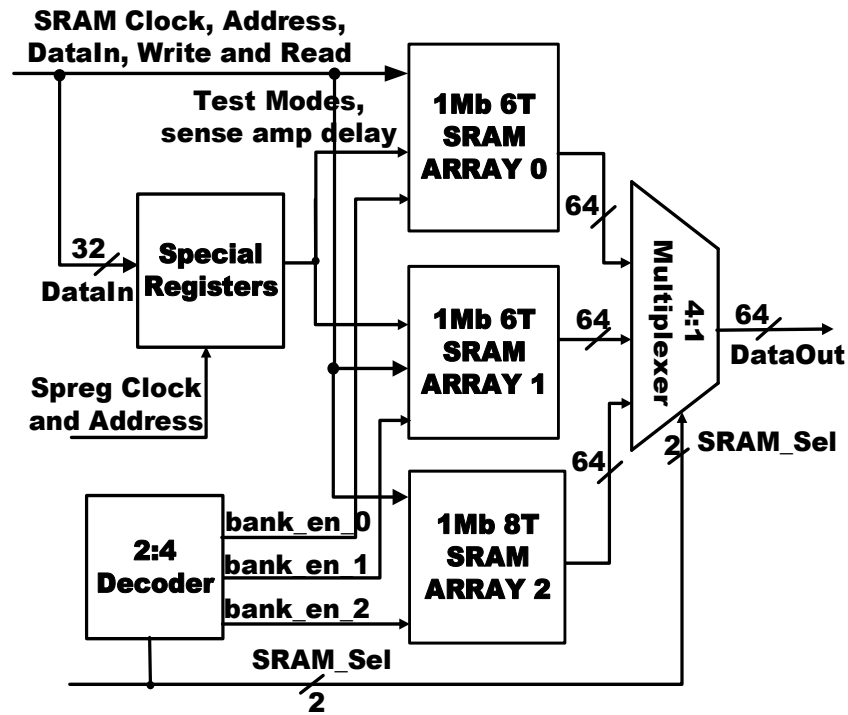 SRAM Clock, Address,
DataIn, Write and Read
Test Modes,
sense amp delay
1Mb 6T
SRAM
ARRAY 0
64
32
DataIn
Special
Registers
1Mb 6T
SRAM
ARRAY 1
64
4:1
Multiplexer
64
DataOut
Spreg Clock
and Address
64
2
SRAM_Sel
2:4
Decoder
bank_en_0
bank_en_1
bank_en_2
1Mb 8T
SRAM
ARRAY 2
SRAM_Sel
2